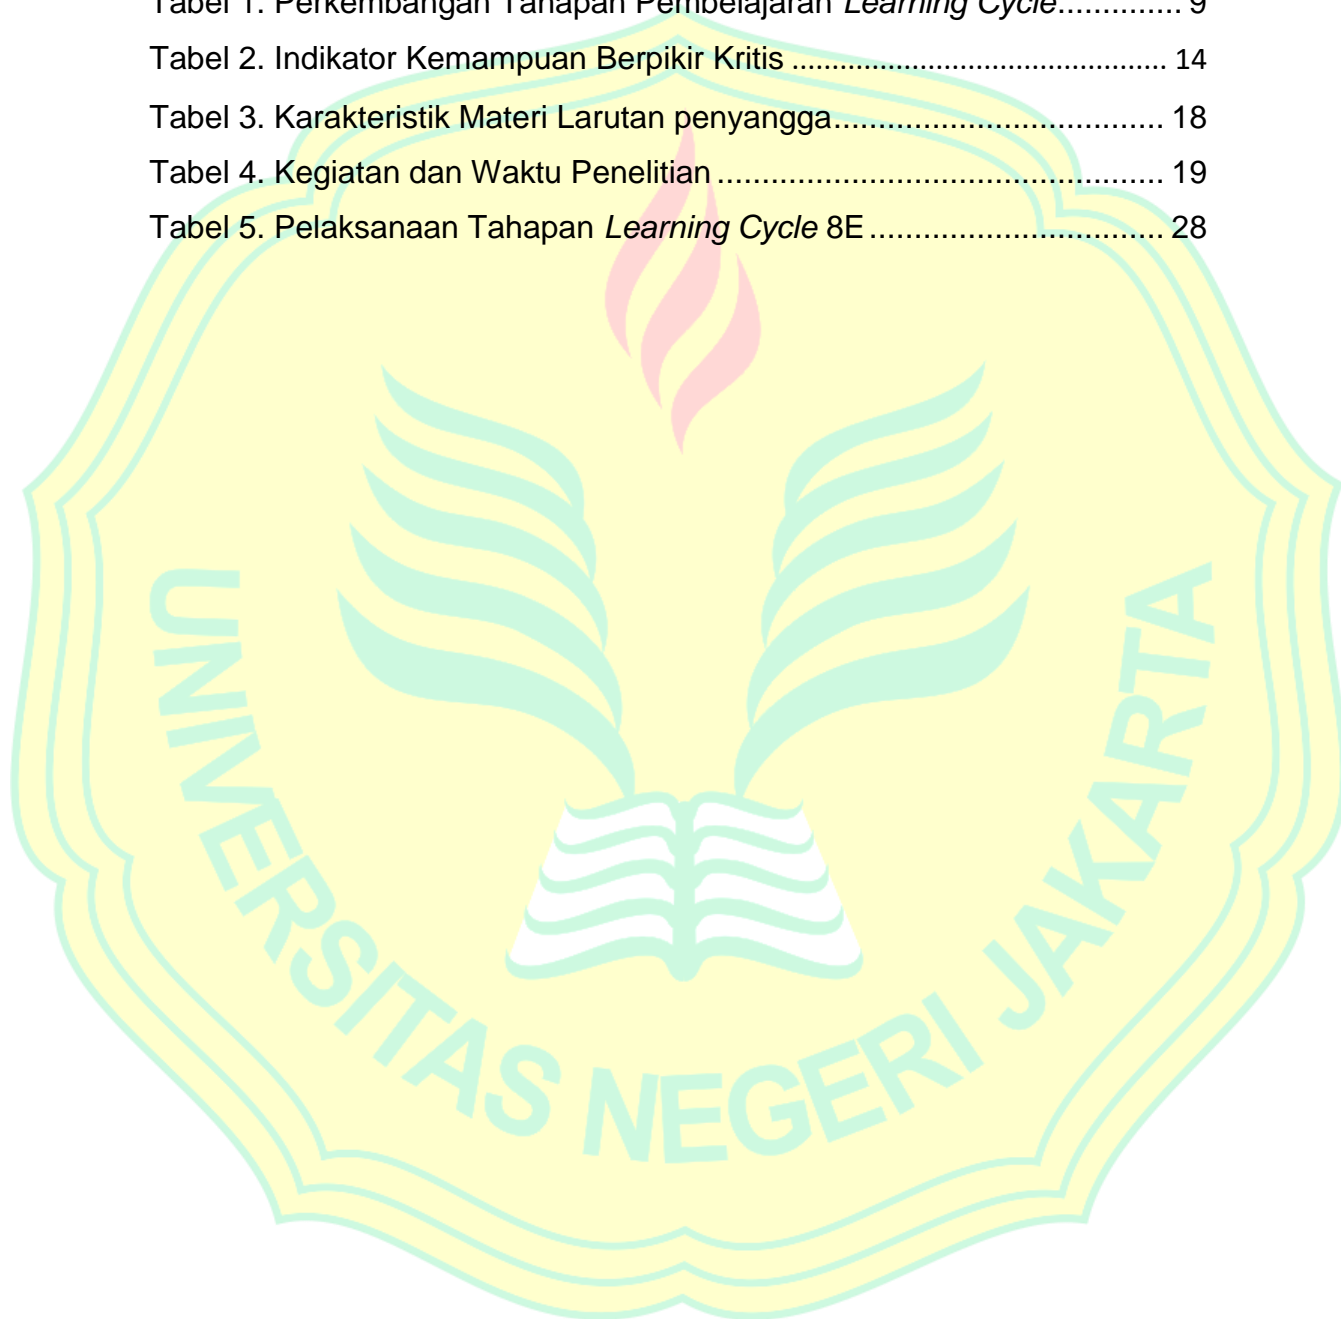 Tabel 1. Perkembangan Tahapan Pembelajaran Learning Cycle.............. 9
Tabel 2. Indikator Kemampuan Berpikir Kritis ............................................... 14
Tabel 3. Karakteristik Materi Larutan penyangga..................................... 18
Tabel 4. Kegiatan dan Waktu Penelitian .................................................. 19
Tabel 5. Pelaksanaan Tahapan Learning Cycle 8E ................................. 28
UNIVERSITAS NEGERI JAKARTA